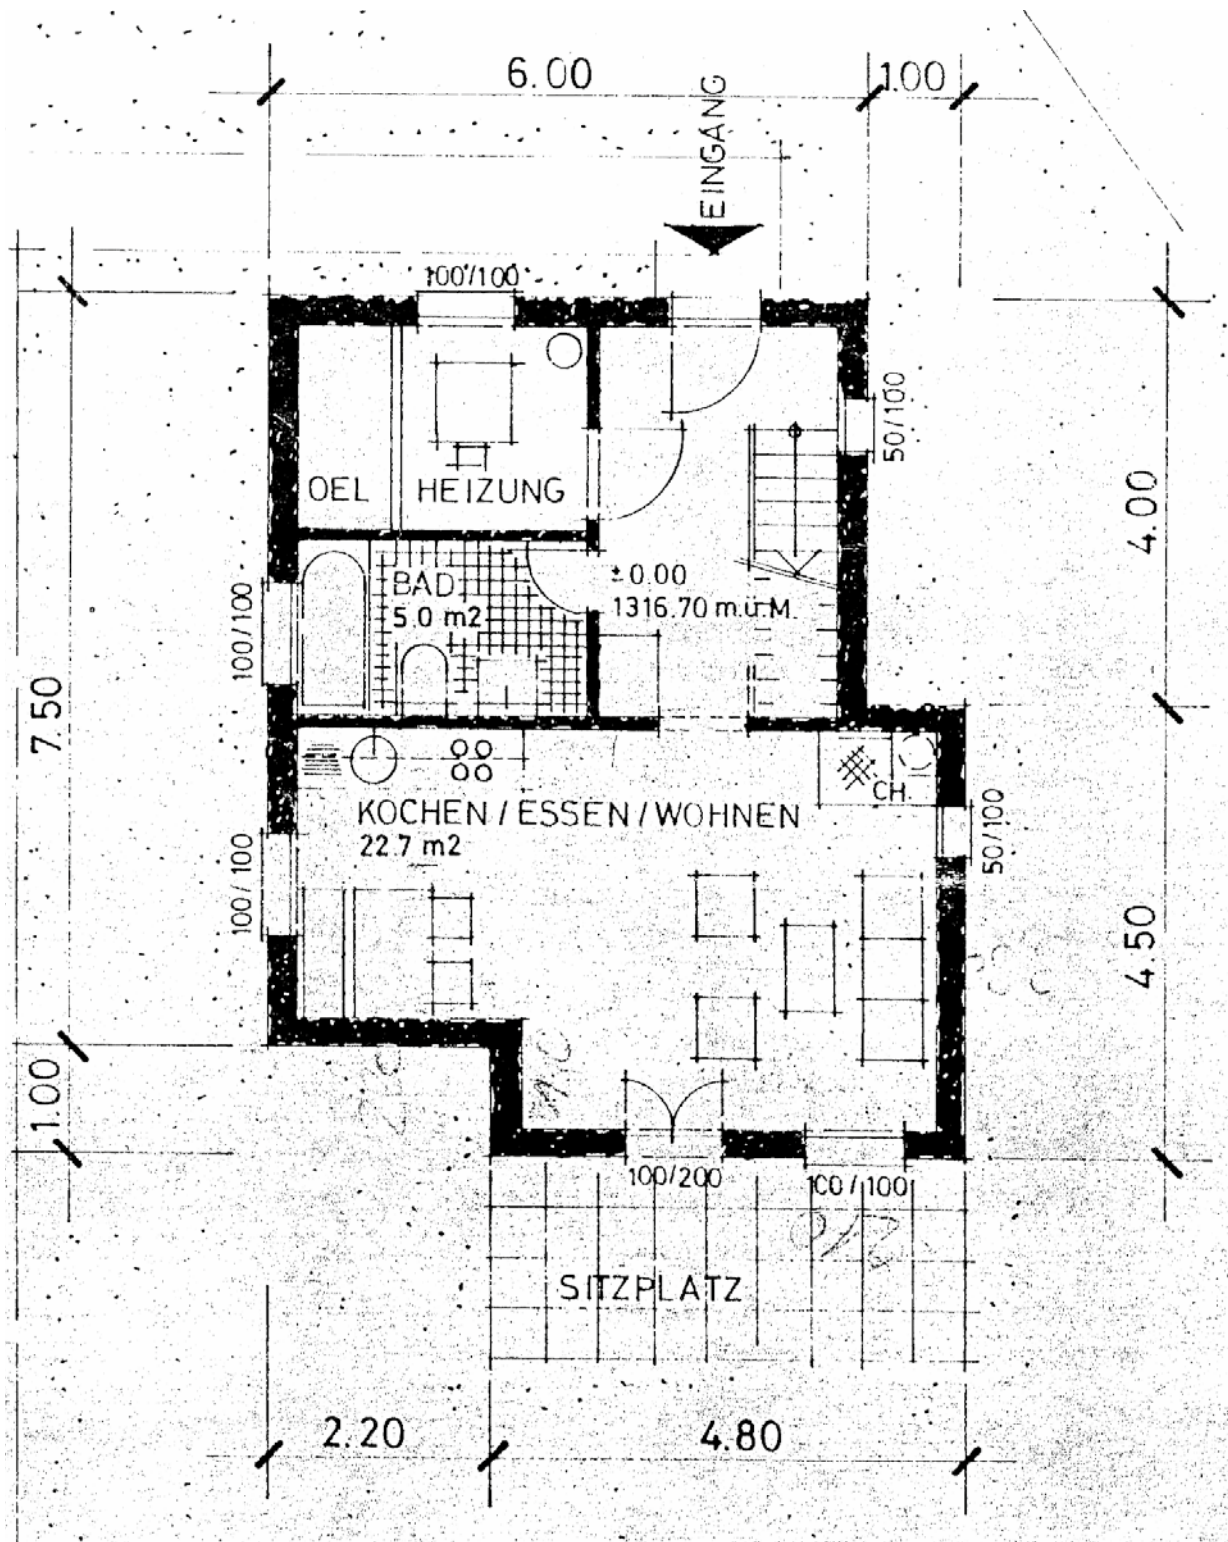 6.00
1.00
EINGANG
100/100
50/100
OEL
HEIZUNG
4.00
BAD
5.0 m2
±0.00
1316.70 m.ü.M.
100/100
7.50
CH.
KOCHEN / ESSEN / WOHNEN
22.7 m2
50/100
100/100
4.50
1.00
100/200
100/100
SITZPLATZ
2.20
4.80